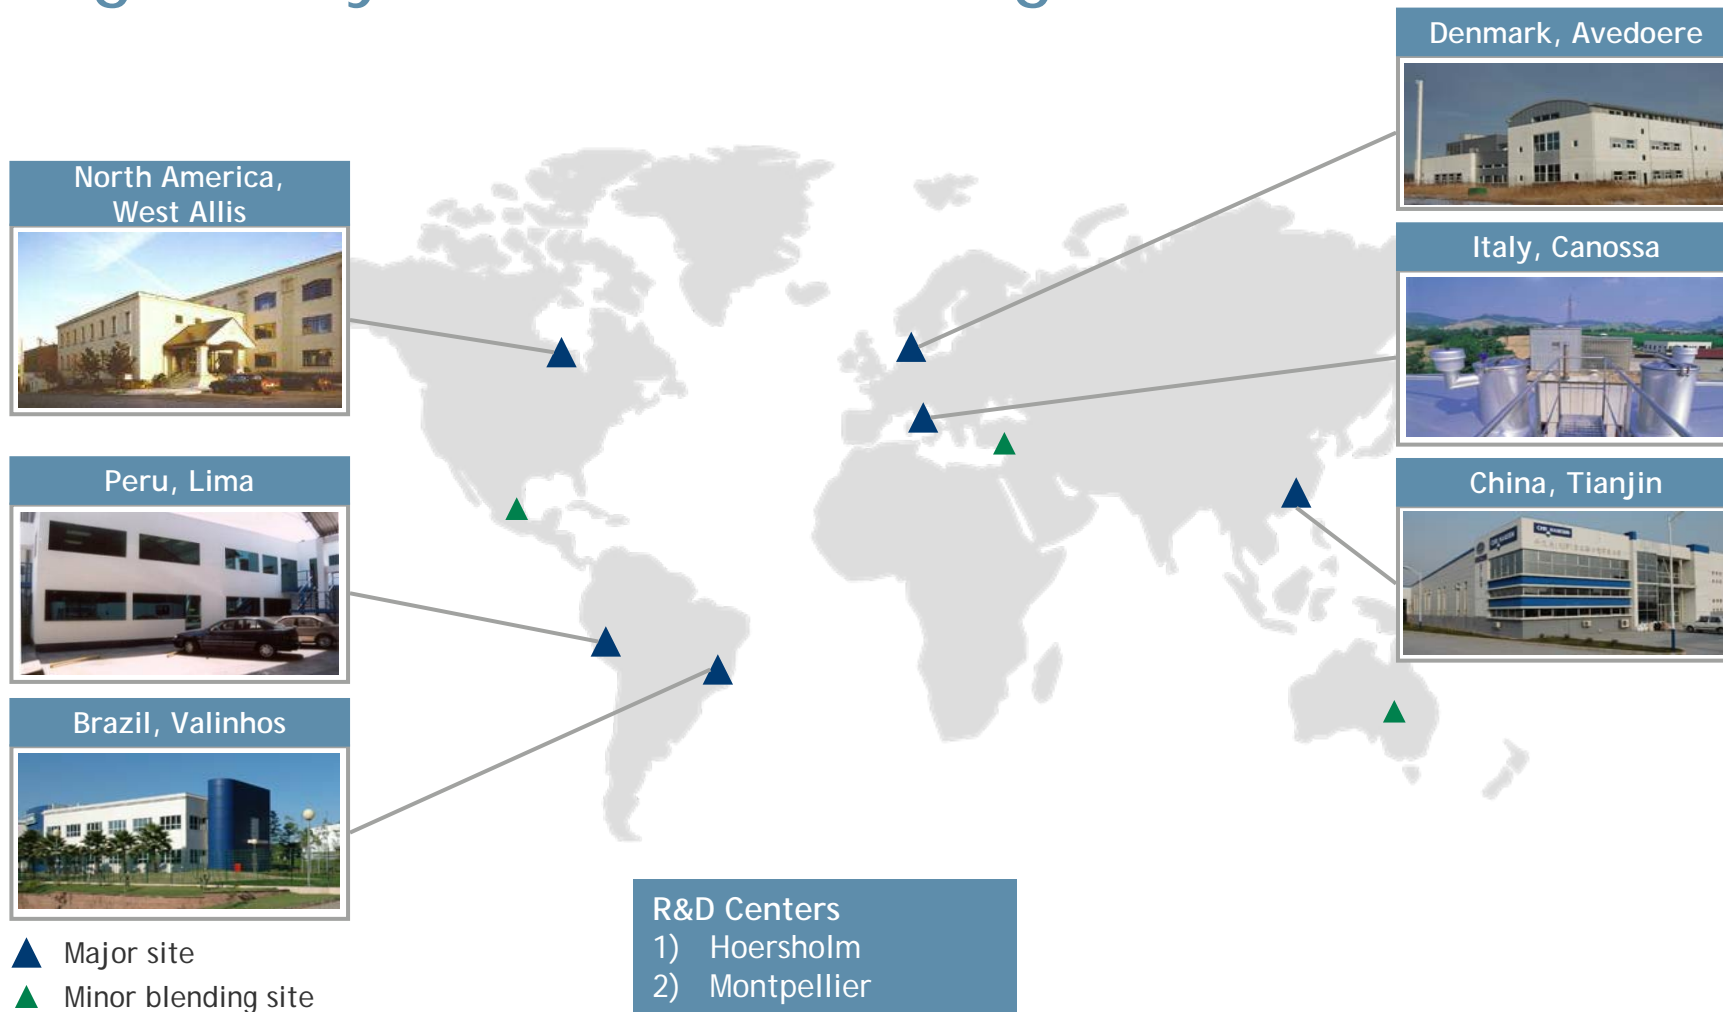 Denmark, Avedoere
North America,
West Allis
Italy, Canossa
Peru, Lima
China, Tianjin
Brazil, Valinhos
R&D Centers
1) Hoersholm
2) Montpellier
Major site
Minor blending site